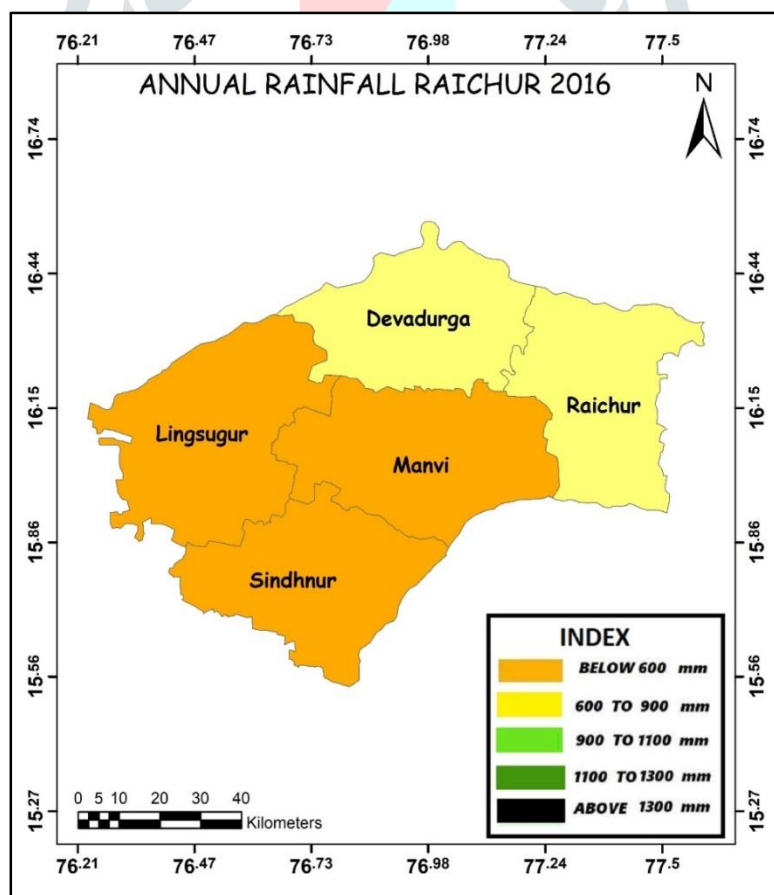 76.21 76.47 76.73 76.98 77.24 77.5
ANNUAL RAINFALL RAICHUR 2016
N
16.74
16.44
16.15
15.86
15.56
15.27
16.74
16.44
16.15
15.86
15.56
15.27
Devadurga
Raichur
Lingsugur
Manvi
Sindhnur
INDEX
BELOW 600 mm
600 TO 900 mm
900 TO 1100 mm
1100 TO 1300 mm
ABOVE 1300 mm
0 5 10 20 30 40
Kilometers
76.21 76.47 76.73 76.98 77.24 77.5